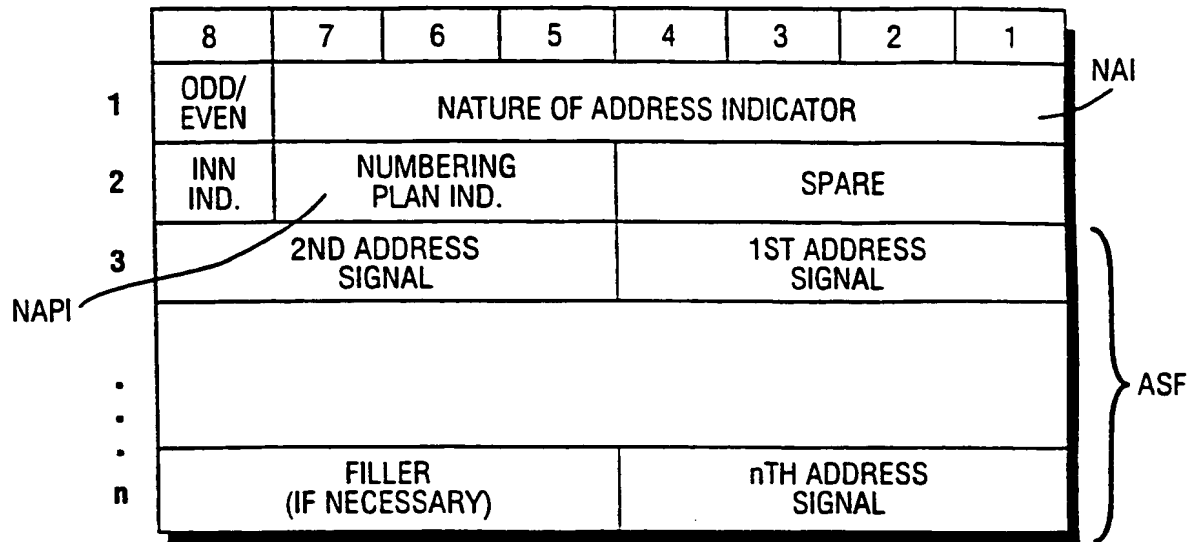 8 7 6 5 4 3 2 1
NAI
1 ODD/ EVEN NATURE OF ADDRESS INDICATOR
2 INN IND. NUMBERING PLAN IND. SPARE
3 2ND ADDRESS SIGNAL 1ST ADDRESS SIGNAL
NAPI
ASF
.
.
.
n FILLER (IF NECESSARY) nTH ADDRESS SIGNAL